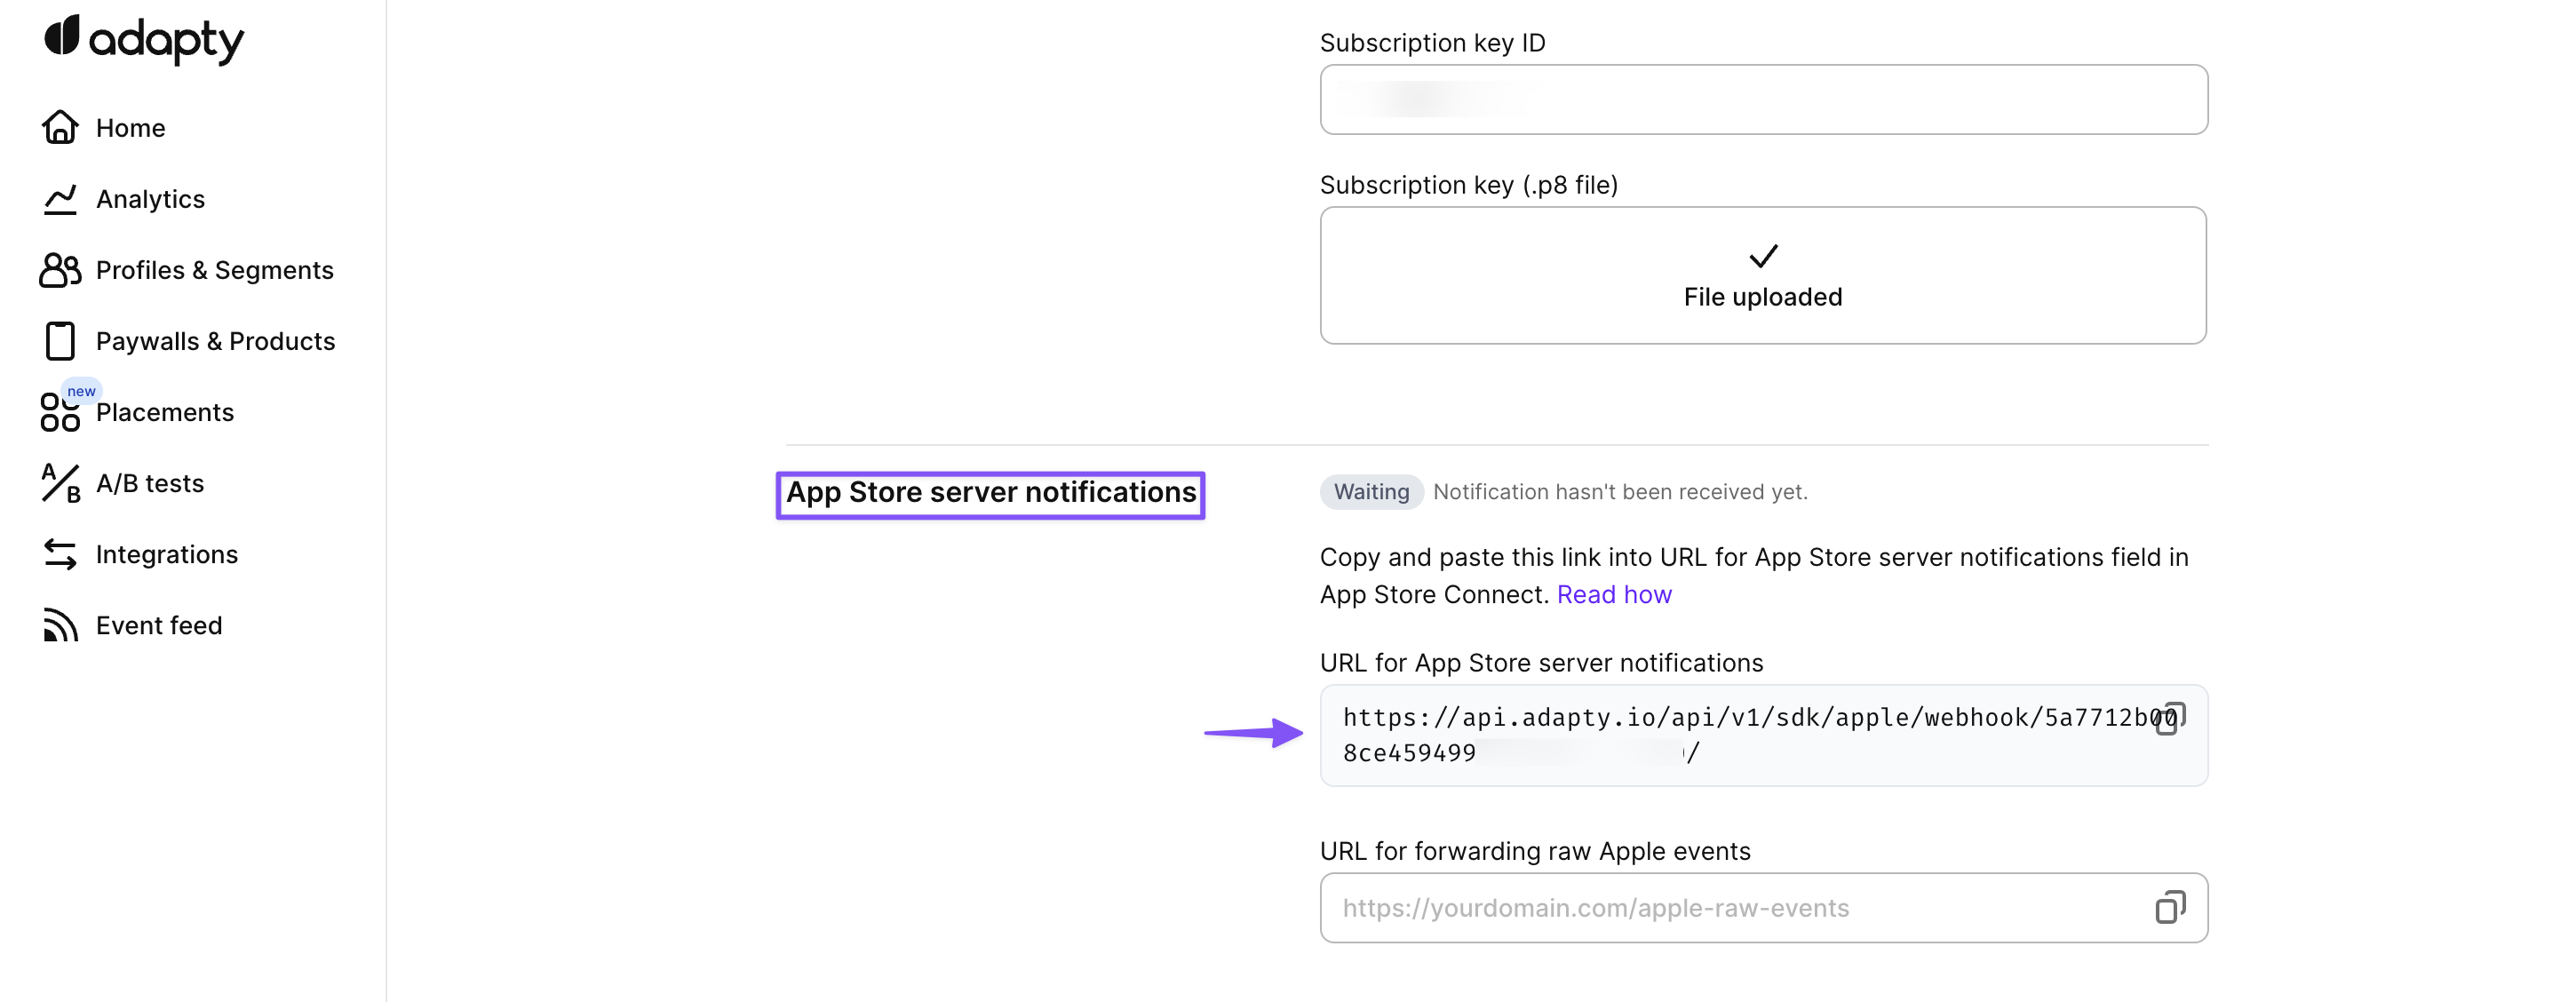 adapty
Home
Analytics
Profiles & Segments
Paywalls & Products
new
Placements
A/B tests
Integrations
Event feed
Subscription key ID
Subscription key (.p8 file)
File uploaded
App Store server notifications
Waiting Notification hasn't been received yet.
Copy and paste this link into URL for App Store server notifications field in
App Store Connect. Read how
URL for App Store server notifications
https://api.adapty.io/api/v1/sdk/apple/webhook/5a7712b00
8ce459499 /
URL for forwarding raw Apple events
https://yourdomain.com/apple-raw-events